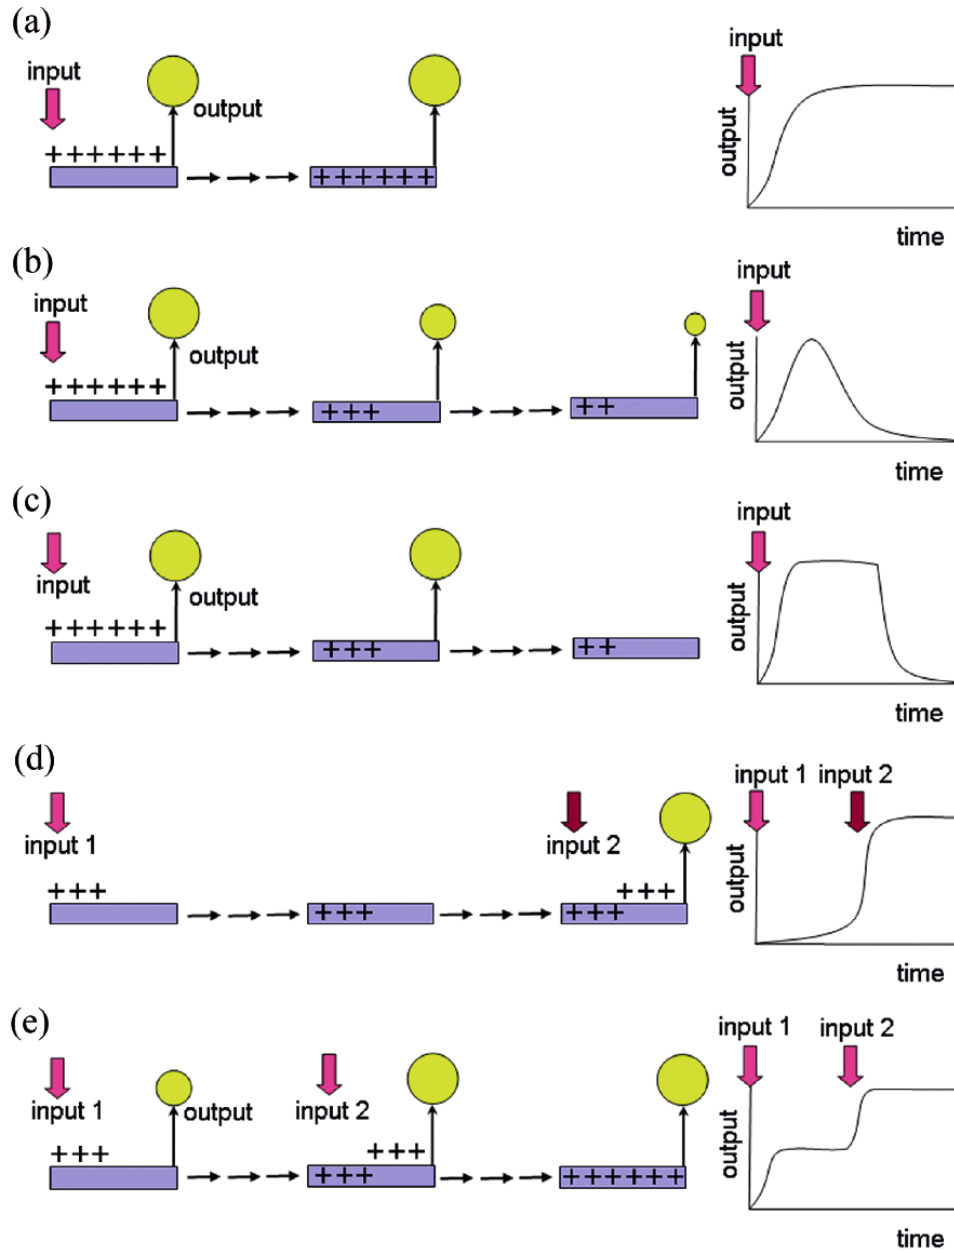 (a)
input
output
++++++
++++++
input
output
time
(b)
input
output
++++++
+++
++
input
output
time
(c)
input
output
++++++
+++
++
input
output
time
(d)
input 1
+++
+++
input 2
+++
+++
input 1 input 2
output
time
(e)
input 1
output
+++
input 2
+++
+++
++++++
input 1 input 2
output
time